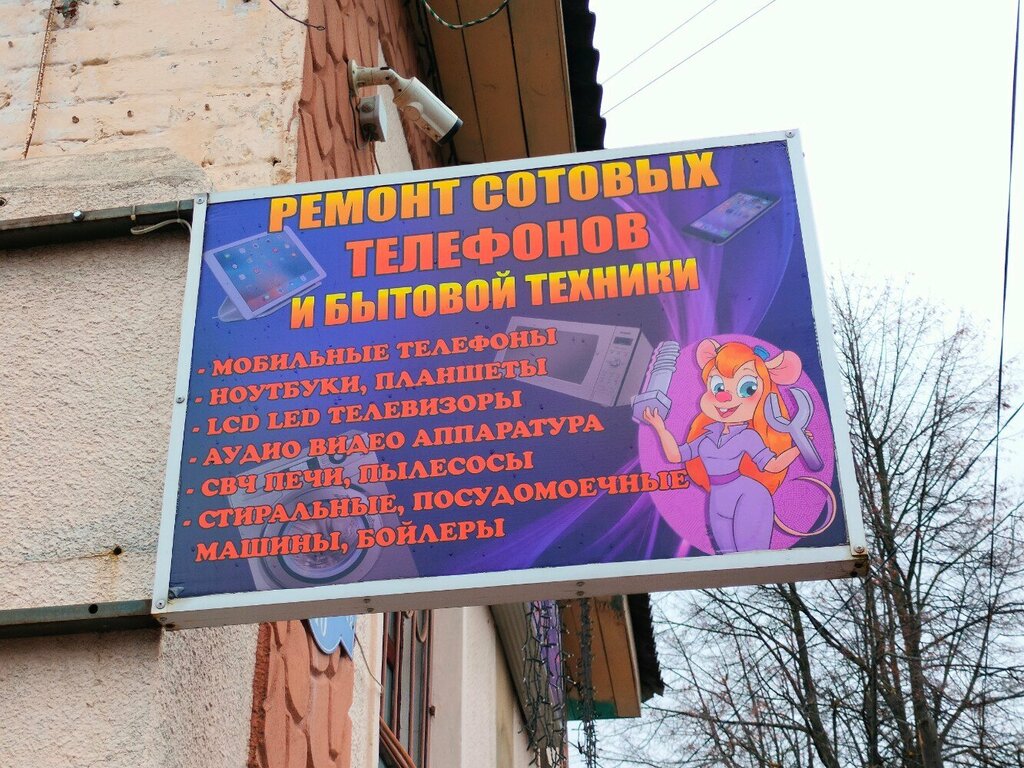 РЕМОНТ СОТОВЫХ
ТЕЛЕФОНОВ
И БЫТОВОЙ ТЕХНИКИ
- МОБИЛЬНЫЕ ТЕЛЕФОНЫ
- НОУТБУКИ, ПЛАНШЕТЫ
- LCD LED ТЕЛЕВИЗОРЫ
- АУДИО ВИДЕО АППАРАТУРА
- СВЧ ПЕЧИ, ПЫЛЕСОСЫ
- СТИРАЛЬНЫЕ, ПОСУДОМОЕЧНЫЕ
МАШИНЫ, БОЙЛЕРЫ